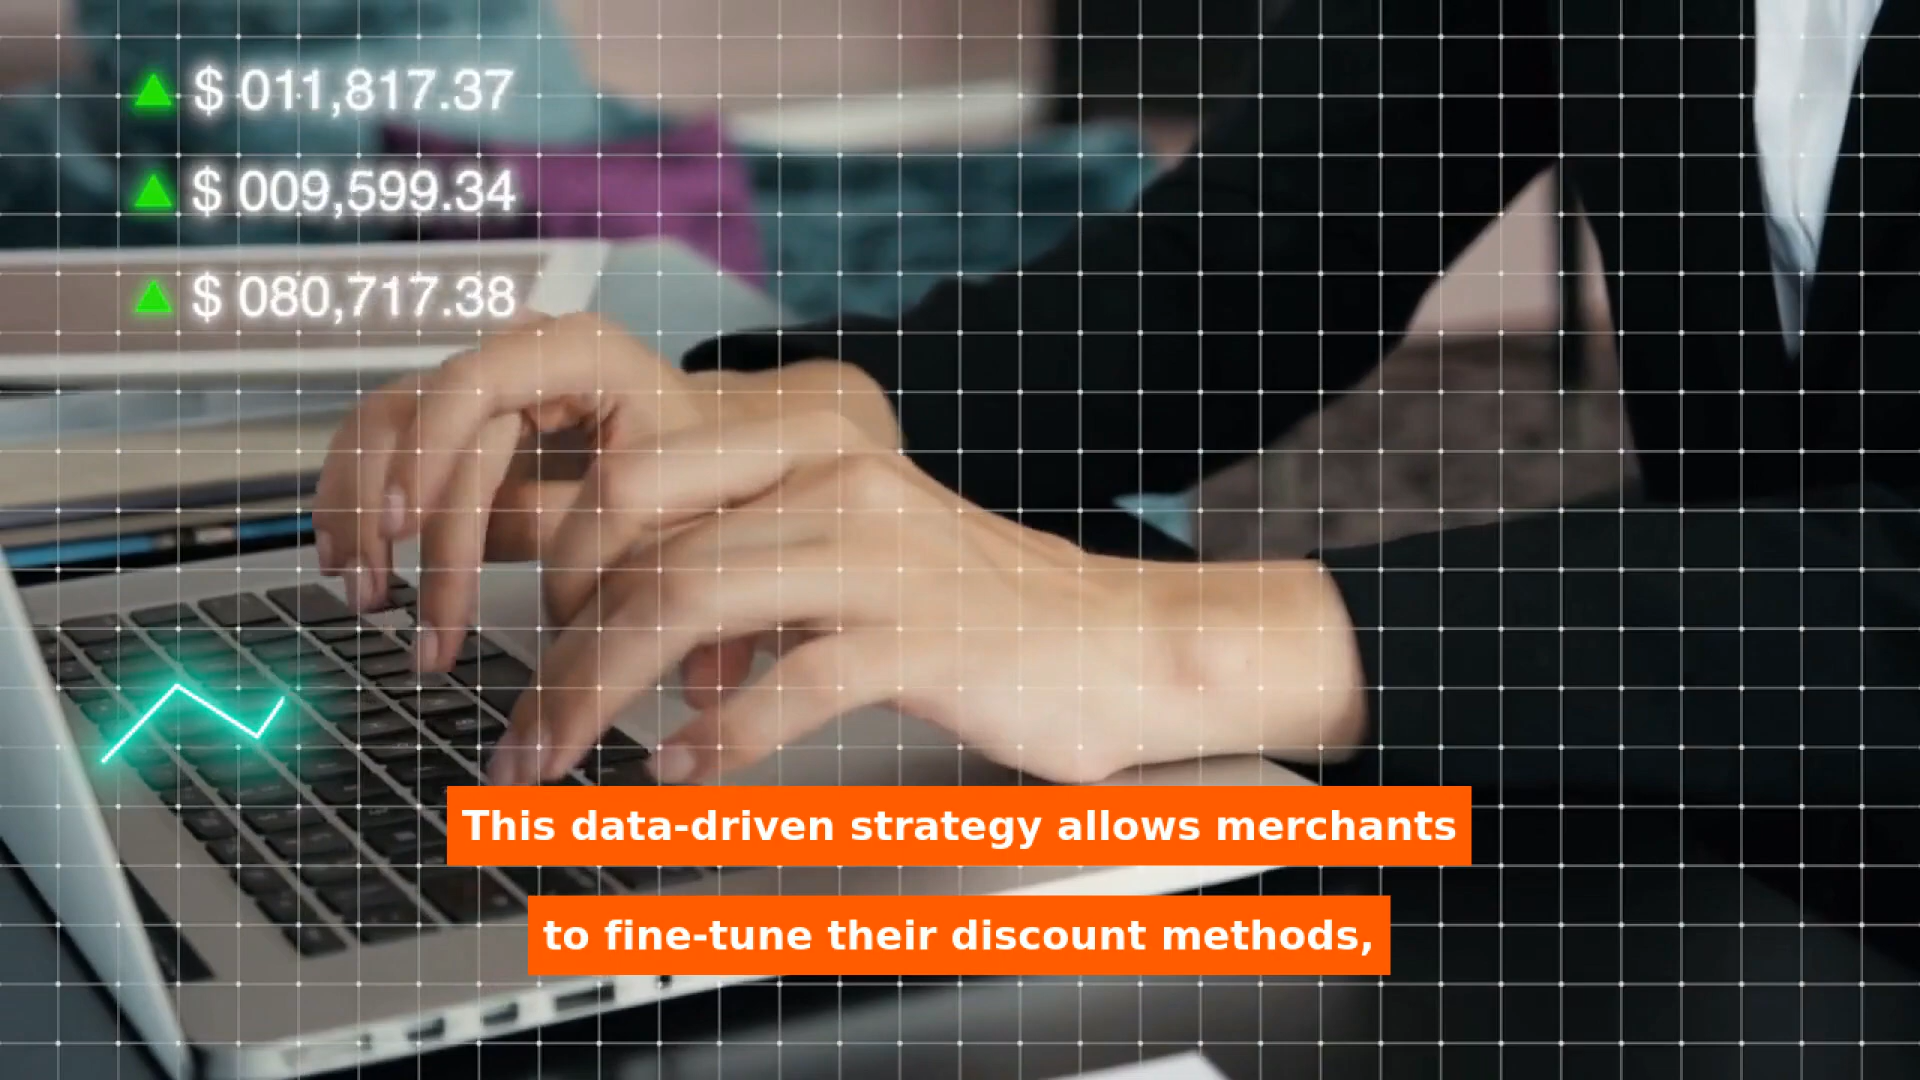 $ 011,817.37
$ 009,599.34
$ 080,717.38
This data-driven strategy allows merchants
to fine-tune their discount methods,